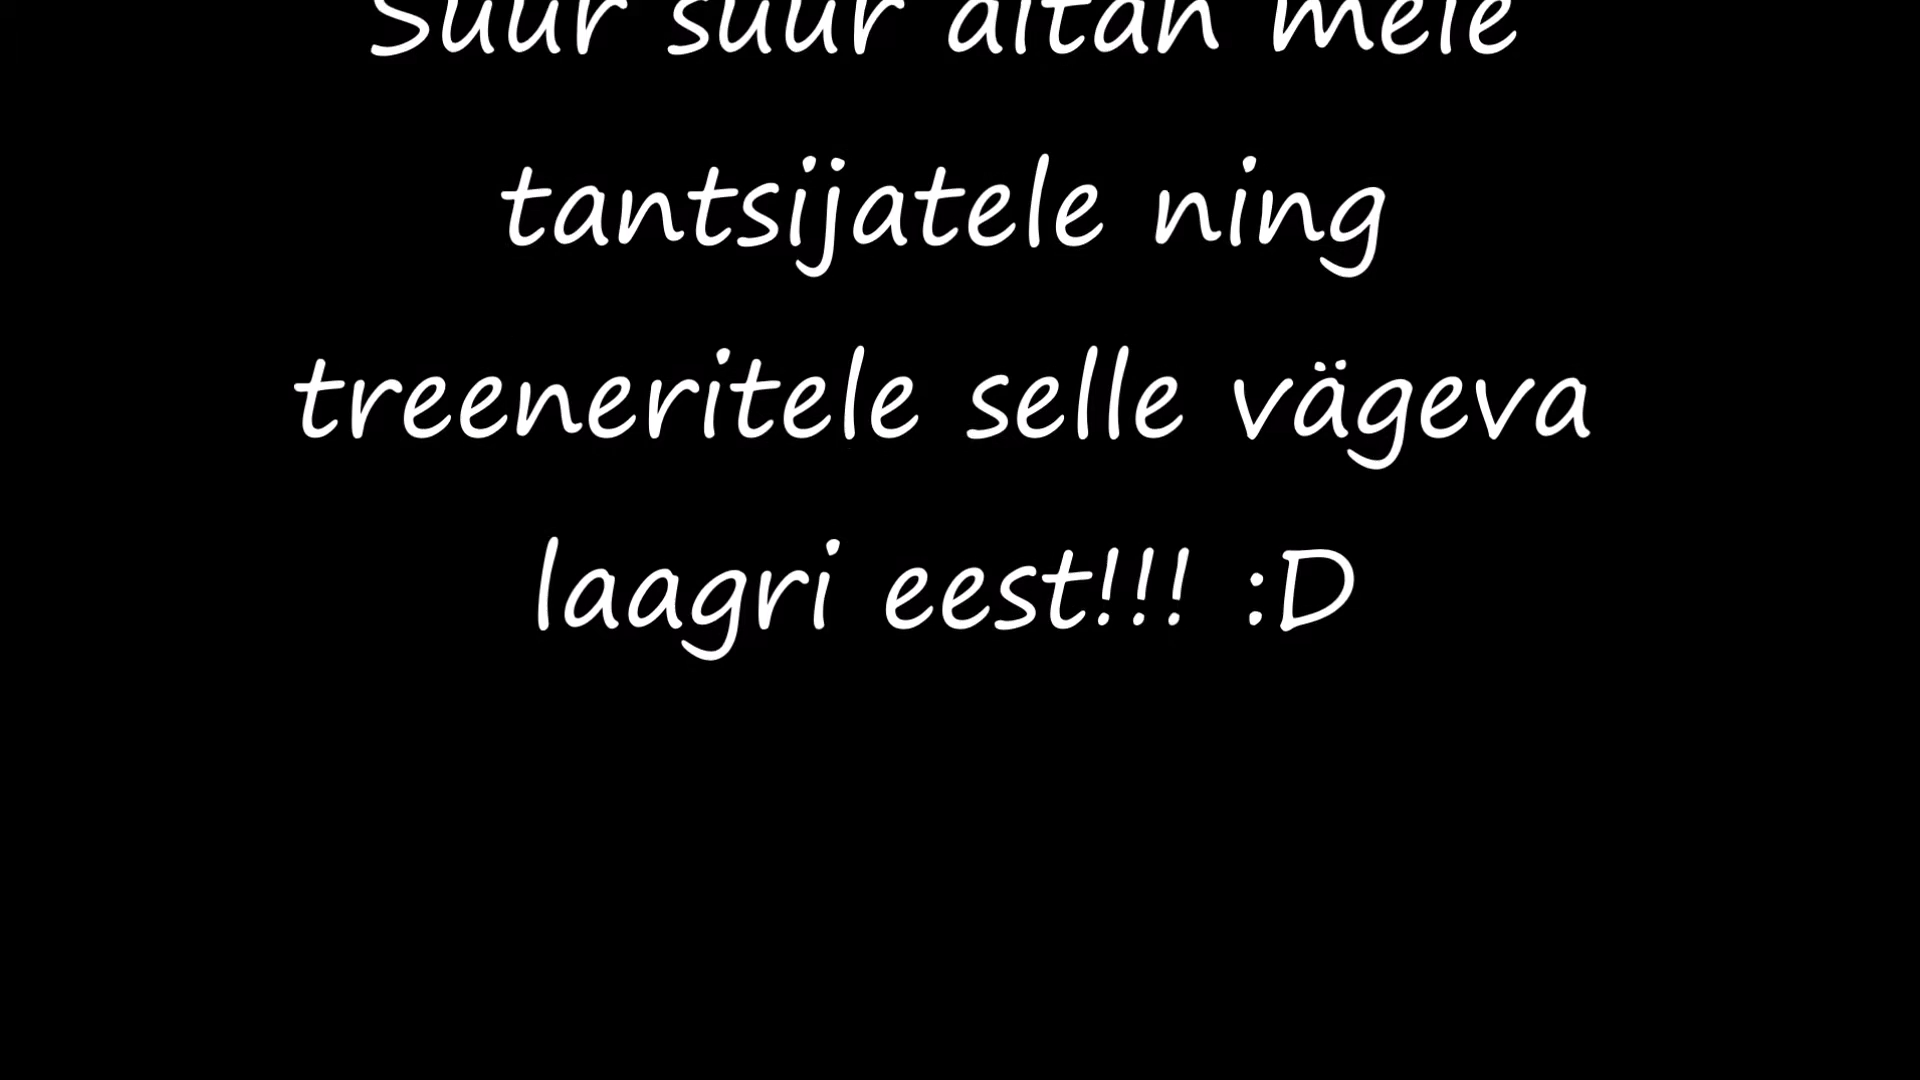 Suur suur aitäh meie
tantsijatele ning
treeneritele selle vägeva
laagri eest!!! :D